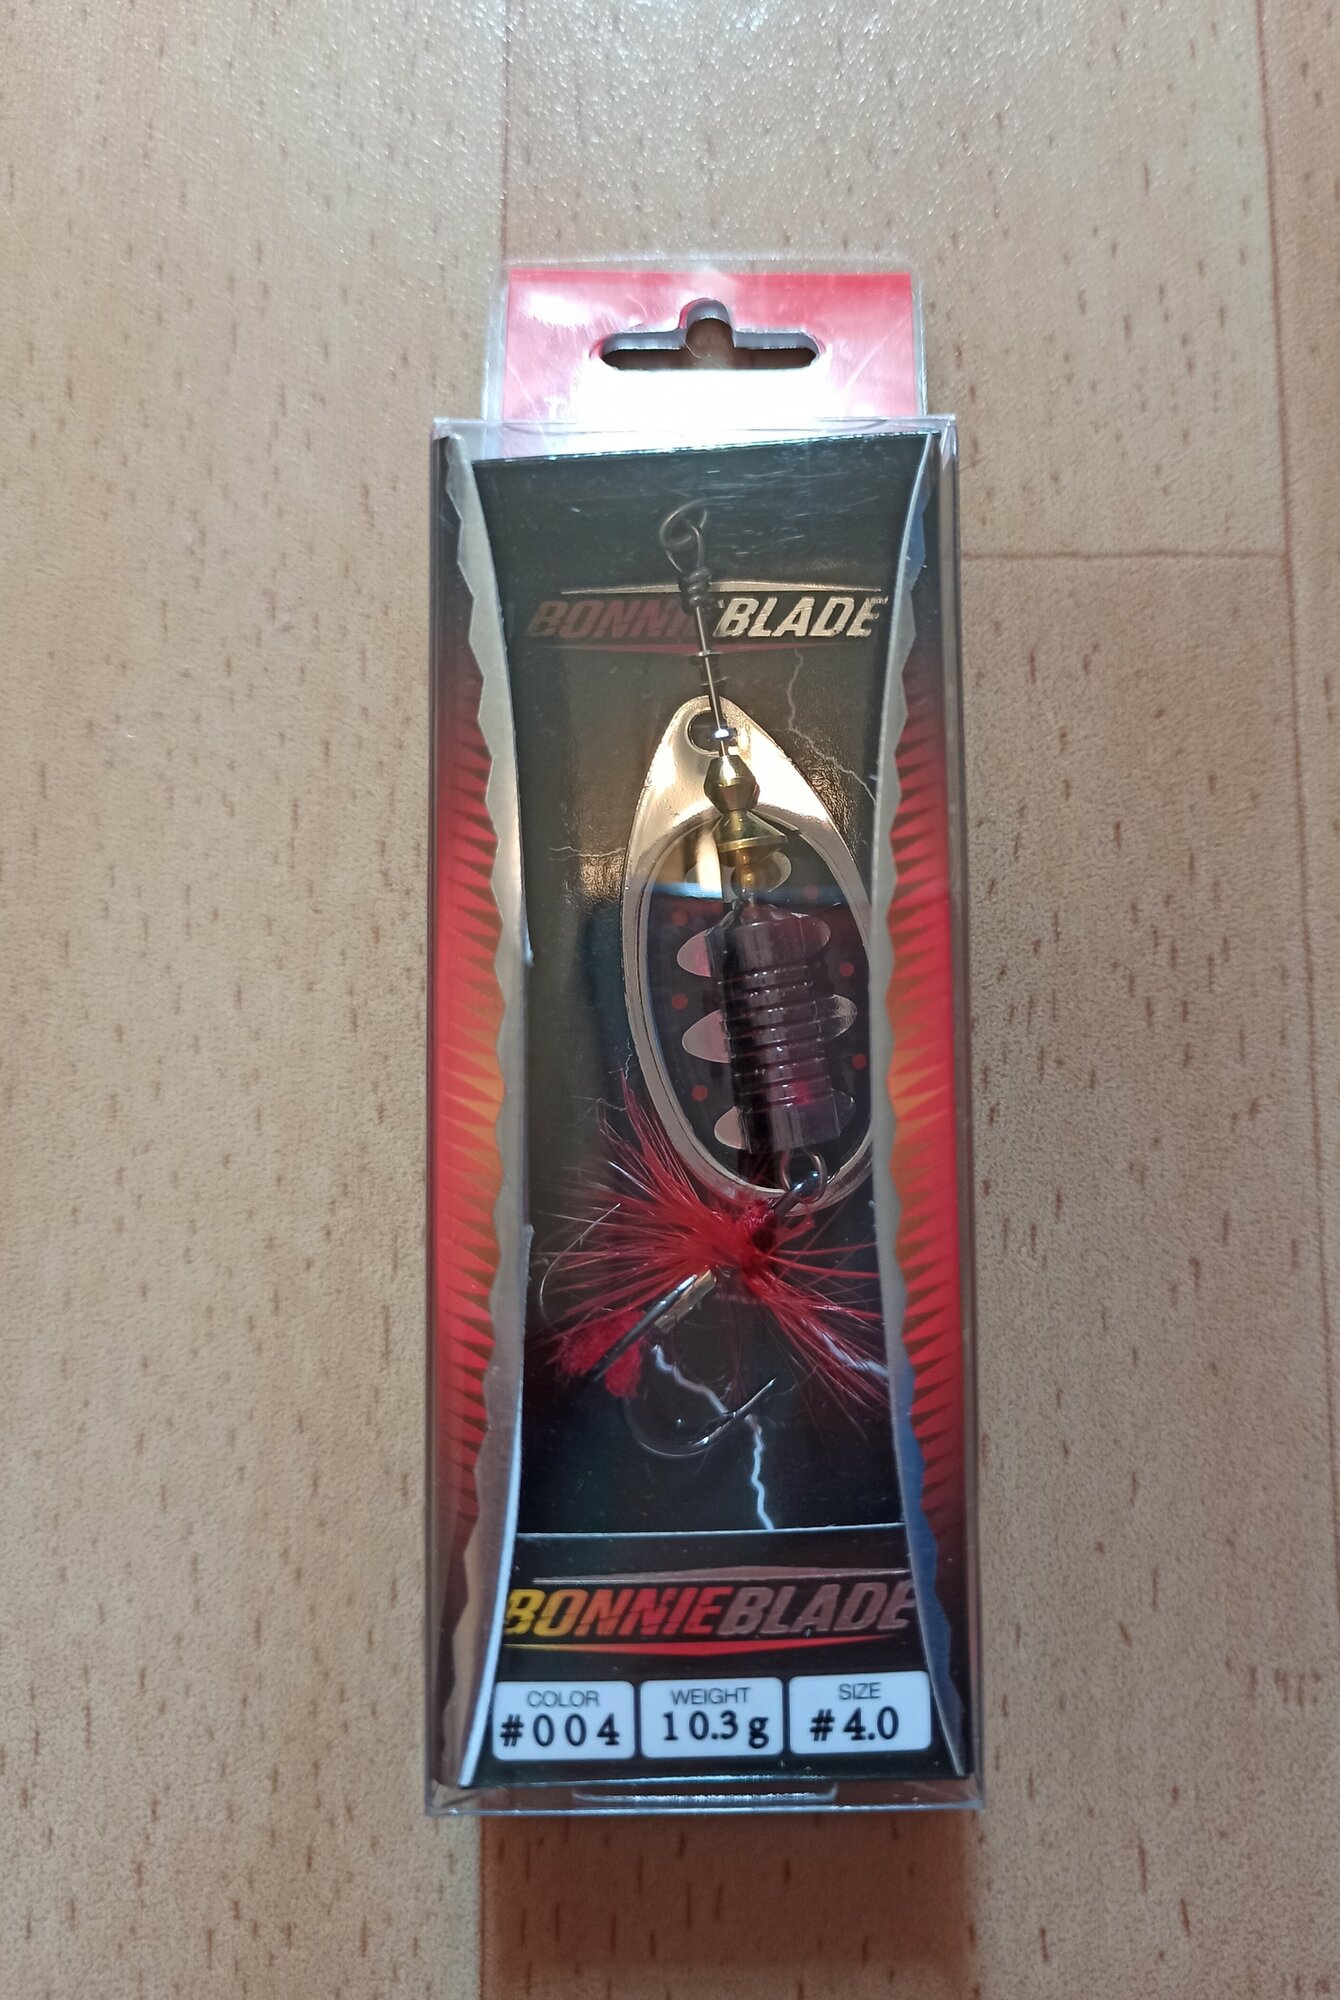 BONNIEBLADE
BONNIEBLADE
COLOR WEIGHT SIZE
#004 10.3g #4.0